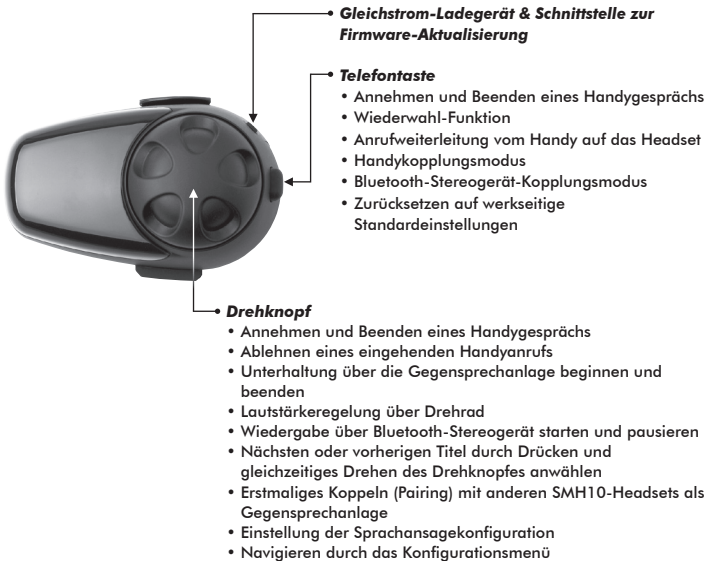 Gleichstrom-Ladegerät & Schnittstelle zur
Firmware-Aktualisierung
Telefontaste
• Annehmen und Beenden eines Handygesprächs
• Wiederwahl-Funktion
• Anrufweiterleitung vom Handy auf das Headset
• Handykopplungsmodus
• Bluetooth-Stereogerät-Kopplungsmodus
• Zurücksetzen auf werkseitige
Standardeinstellungen
Drehknopf
• Annehmen und Beenden eines Handygesprächs
• Ablehnen eines eingehenden Handyanrufs
• Unterhaltung über die Gegensprechanlage beginnen und
beenden
• Lautstärkeregelung über Drehrad
• Wiedergabe über Bluetooth-Stereogerät starten und pausieren
• Nächsten oder vorherigen Titel durch Drücken und
gleichzeitiges Drehen des Drehknopfes anwählen
• Erstmaliges Koppeln (Pairing) mit anderen SMH10-Headsets als
Gegensprechanlage
• Einstellung der Sprachansagekonfiguration
• Navigieren durch das Konfigurationsmenü